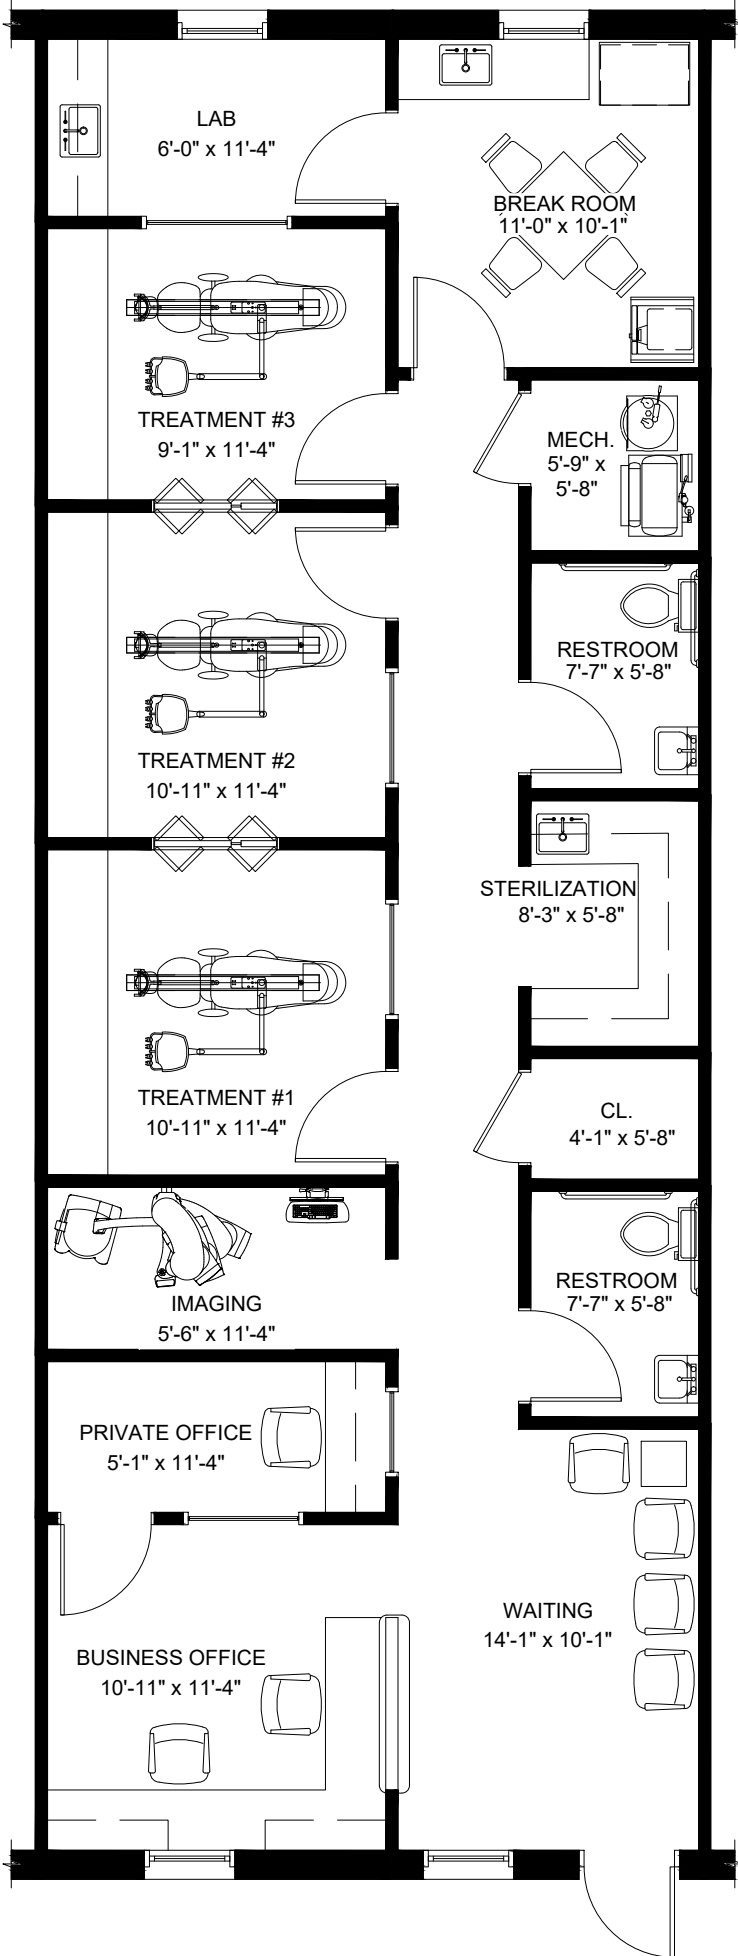 LAB
6'-0" x 11'-4"
BREAK ROOM
11'-0" x 10'-1"
TREATMENT #3
9'-1" x 11'-4"
MECH.
5'-9" x
5'-8"
RESTROOM
7'-7" x 5'-8"
TREATMENT #2
10'-11" x 11'-4"
STERILIZATION
8'-3" x 5'-8"
TREATMENT #1
10'-11" x 11'-4"
CL.
4'-1" x 5'-8"
IMAGING
5'-6" x 11'-4"
RESTROOM
7'-7" x 5'-8"
PRIVATE OFFICE
5'-1" x 11'-4"
WAITING
14'-1" x 10'-1"
BUSINESS OFFICE
10'-11" x 11'-4"